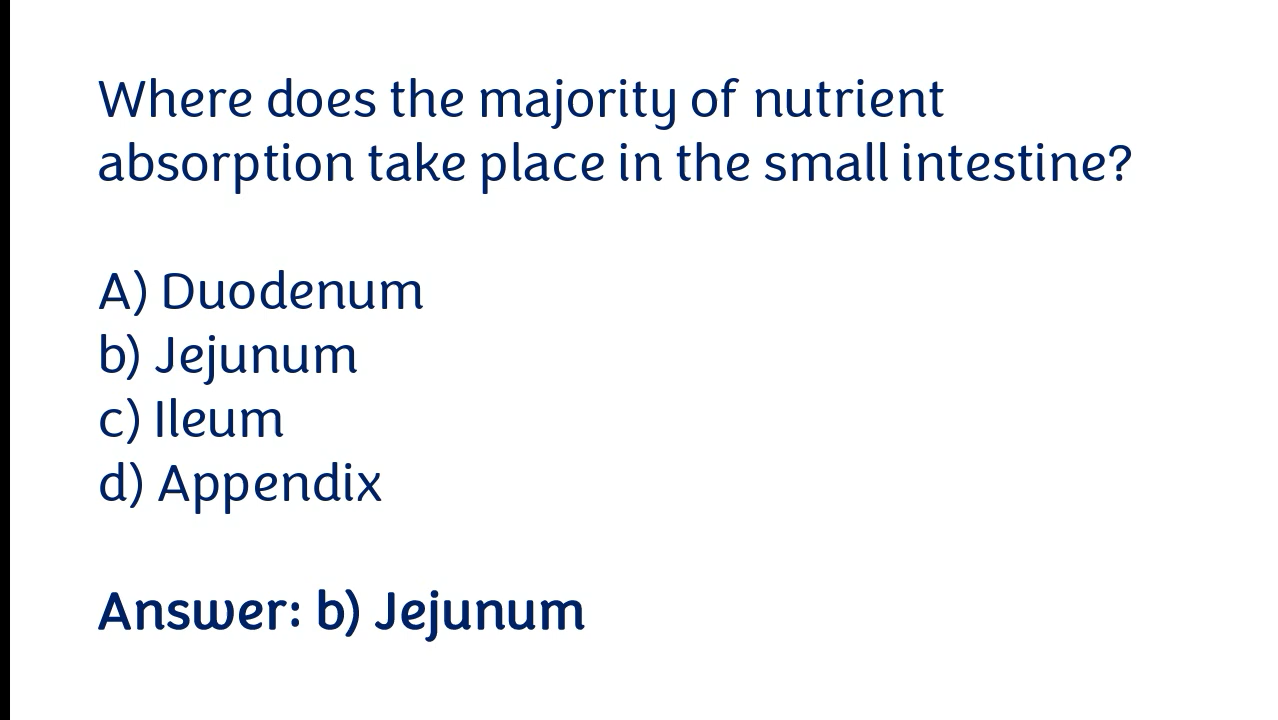 Where does the majority of nutrient
absorption take place in the small intestine?
A) Duodenum
b) Jejunum
c) Ileum
d) Appendix
Answer: b) Jejunum